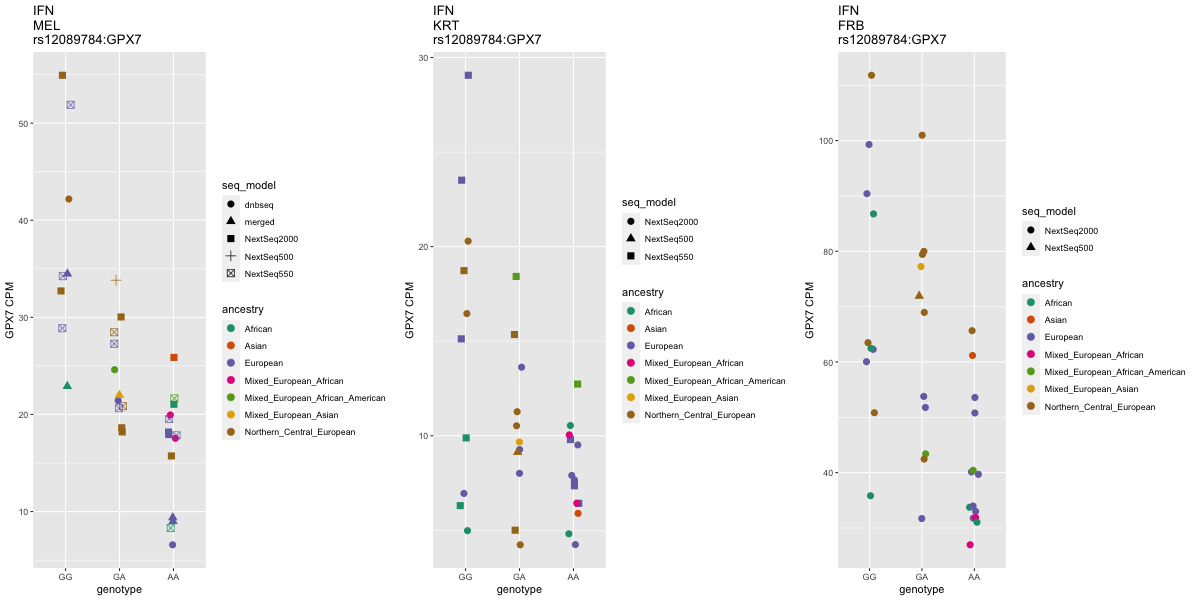 IFN
MEL
rs12089784:GPX7
GPX7 CPM
50
40
30
20
10
GG
GA
AA
genotype
seq_model
dnbseq
merged
NextSeq2000
NextSeq500
NextSeq550
ancestry
African
Asian
European
Mixed_European_African
Mixed_European_African_American
Mixed_European_Asian
Northern_Central_European
IFN
KRT
rs12089784:GPX7
GPX7 CPM
30
20
10
GG
GA
AA
genotype
seq_model
NextSeq2000
NextSeq500
NextSeq550
ancestry
African
Asian
European
Mixed_European_African
Mixed_European_African_American
Mixed_European_Asian
Northern_Central_European
IFN
FRB
rs12089784:GPX7
GPX7 CPM
100
80
60
40
GG
GA
AA
genotype
seq_model
NextSeq2000
NextSeq500
ancestry
African
Asian
European
Mixed_European_African
Mixed_European_African_American
Mixed_European_Asian
Northern_Central_European